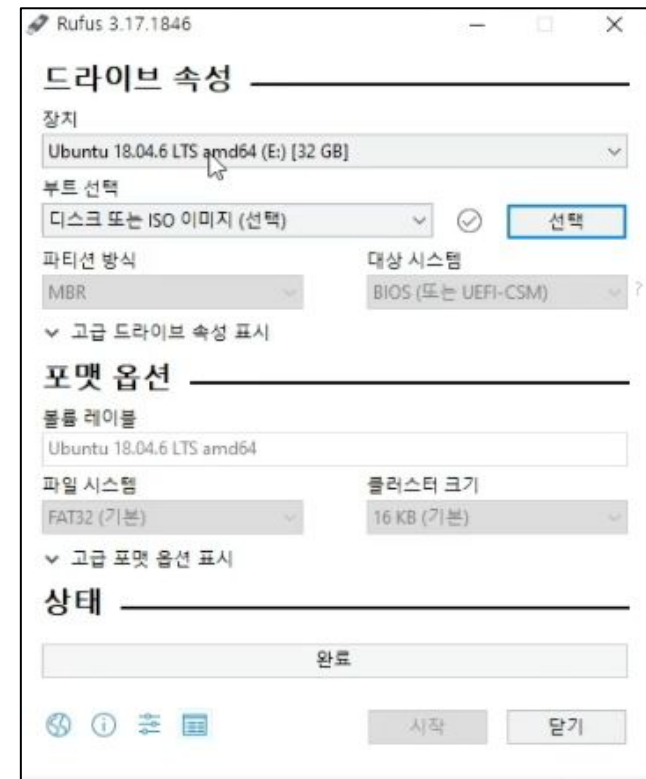 Rufus 3.17.1846
드라이브 속성
장치
Ubuntu 18.04.6 LTS amd64 (E:) [32 GB]
부트 선택
디스크 또는 ISO 이미지 (선택)
선택
파티션 방식
대상 시스템
MBR
BIOS (또는 UEFI-CSM)
?
고급 드라이브 속성 표시
포맷 옵션
볼륨 레이블
Ubuntu 18.04.6 LTS amd64
파일 시스템
클러스터 크기
FAT32 (기본)
16 KB (기본)
고급 포맷 옵션 표시
상태
완료
시작
닫기